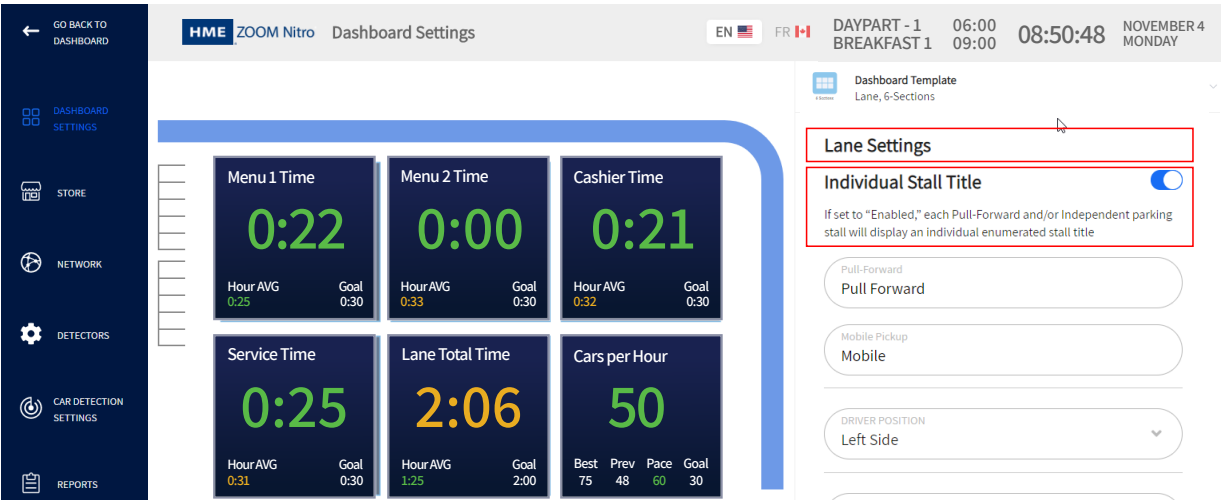 GO BACK TO
DASHBOARD
HME ZOOM Nitro
Dashboard Settings
EN
FR
DAYPART - 1
BREAKFAST 1
06:00
09:00
08:50:48
NOVEMBER 4
MONDAY
DASHBOARD
SETTINGS
STORE
NETWORK
DETECTORS
CAR DETECTION
SETTINGS
REPORTS
Menu 1 Time
0:22
Hour AVG Goal
0:25 0:30
Menu 2 Time
0:00
Hour AVG Goal
0:33 0:30
Cashier Time
0:21
Hour AVG Goal
0:32 0:30
Service Time
0:25
Hour AVG Goal
0:31 0:30
Lane Total Time
2:06
Hour AVG Goal
1:25 2:00
Cars per Hour
50
Best Prev Pace Goal
75 48 60 30
Dashboard Template
Lane, 6-Sections
Lane Settings
Individual Stall Title
If set to “Enabled,” each Pull-Forward and/or Independent parking
stall will display an individual enumerated stall title
Pull-Forward
Pull Forward
Mobile Pickup
Mobile
DRIVER POSITION
Left Side